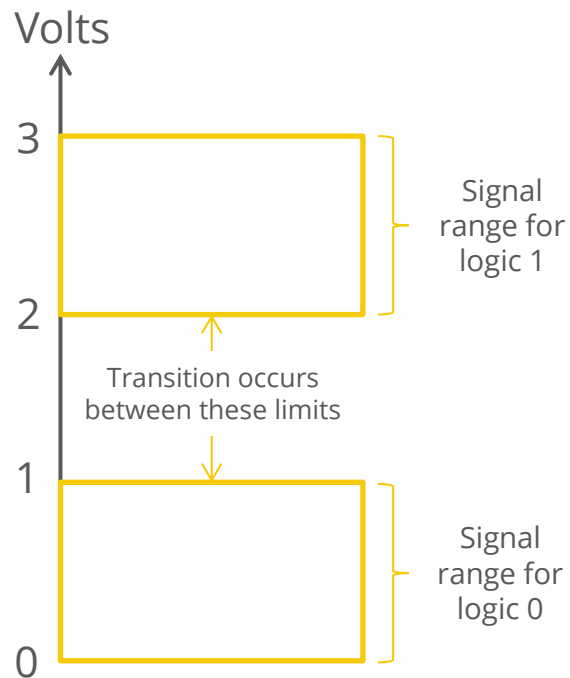 Volts
3
Signal
range for
logic 1
2
Transition occurs
between these limits
1
Signal
range for
logic 0
0